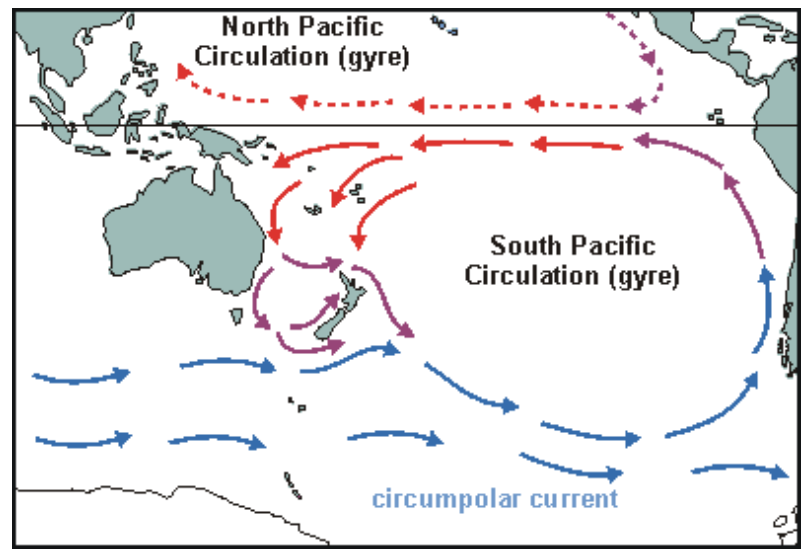 North Pacific
Circulation (gyre)
South Pacific
Circulation (gyre)
circumpolar current